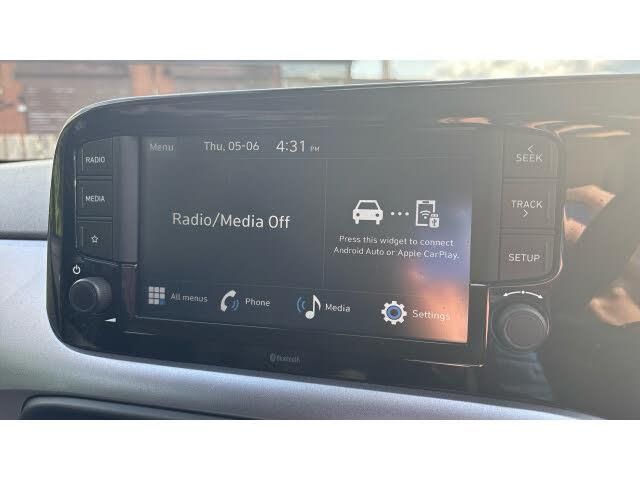 RADIO
MEDIA
Menu
Thu, 05-06
4:31 PM
Radio/Media Off
Press this widget to connect
Android Auto or Apple CarPlay.
All menus
Phone
Media
Settings
SEEK
TRACK
SETUP
Bluetooth